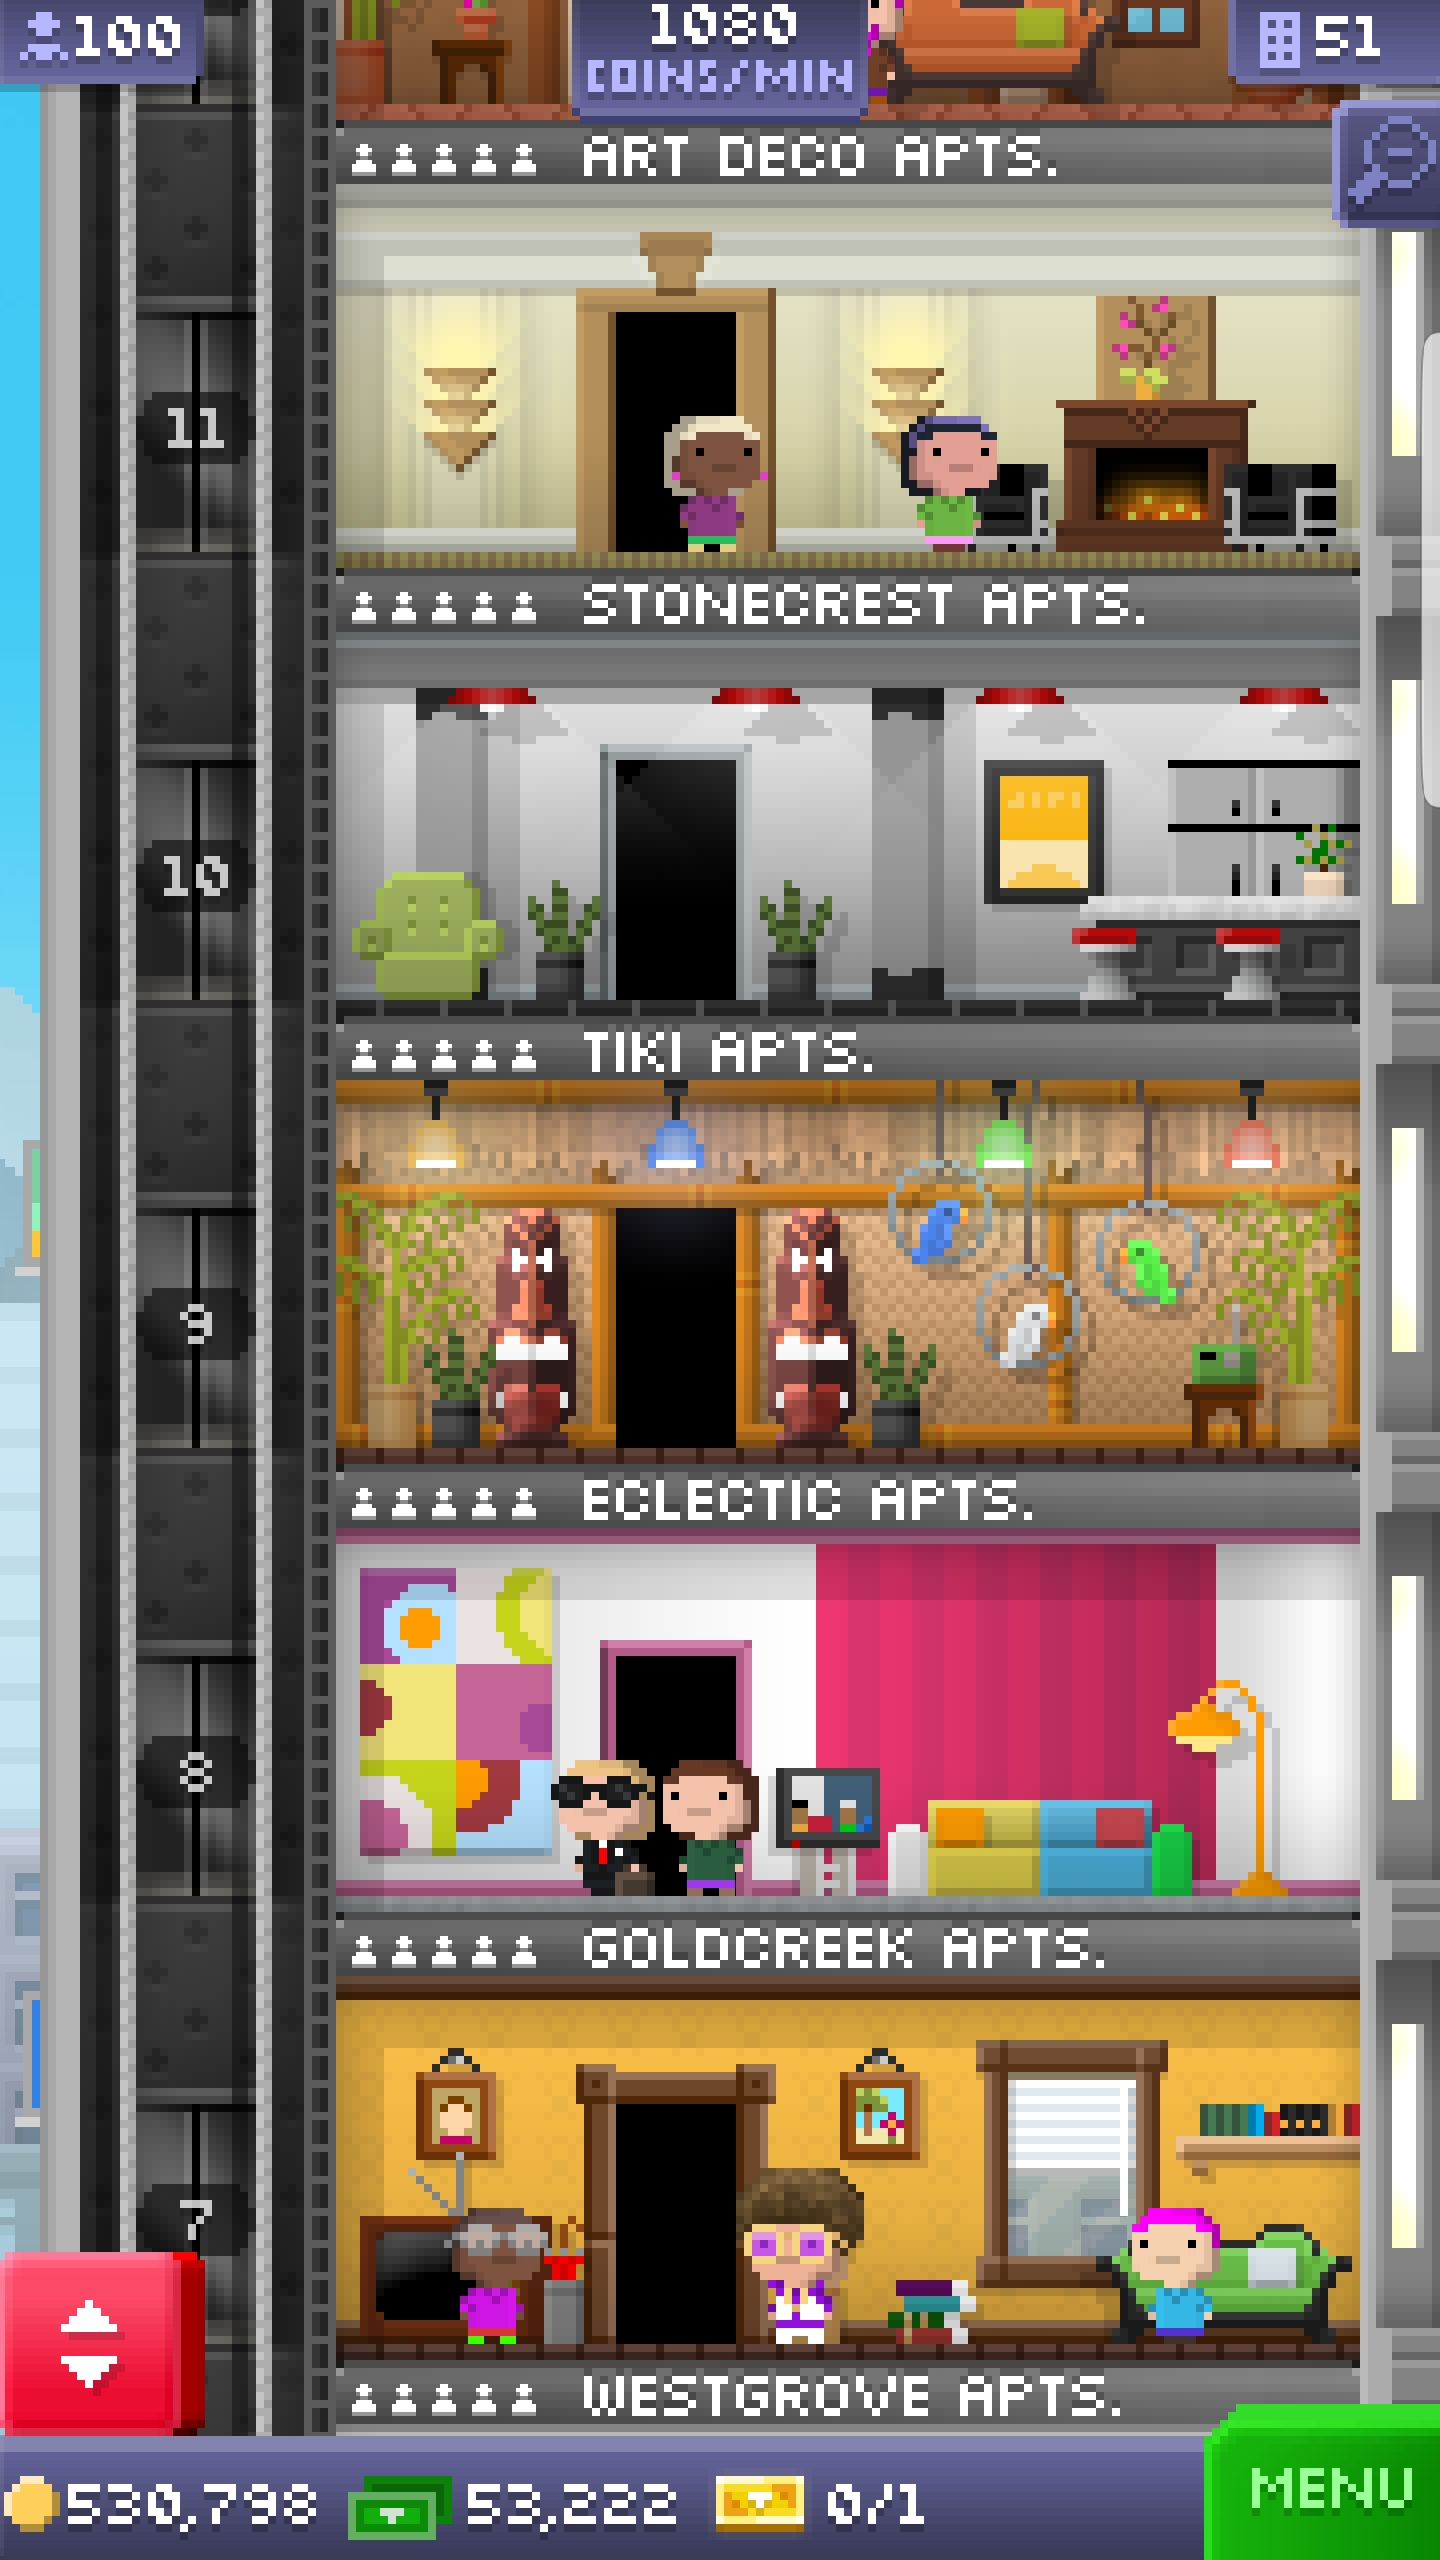 100
1080
COINS/MIN
51
ART DECO APTS.
11
STONECREST APTS.
10
TIKI APTS.
9
ECLECTIC APTS.
8
GOLDCREEK APTS.
7
WESTGROVE APTS.
530,798
53,222
0/1
MENU